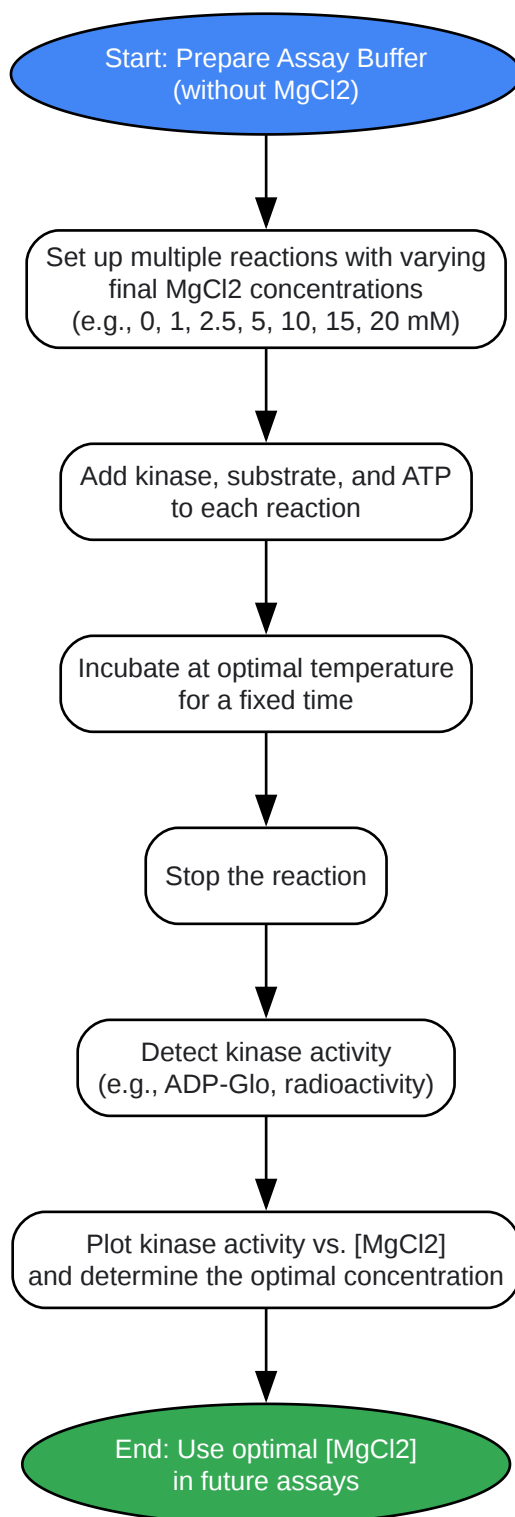 Start: Prepare Assay Buffer
(without MgCl2)
Set up multiple reactions with varying
final MgCl2 concentrations
(e.g., 0, 1, 2.5, 5, 10, 15, 20 mM)
Add kinase, substrate, and ATP
to each reaction
Incubate at optimal temperature
for a fixed time
Stop the reaction
Detect kinase activity
(e.g., ADP-Glo, radioactivity)
Plot kinase activity vs. [MgCl2]
and determine the optimal concentration
End: Use optimal [MgCl2]
in future assays